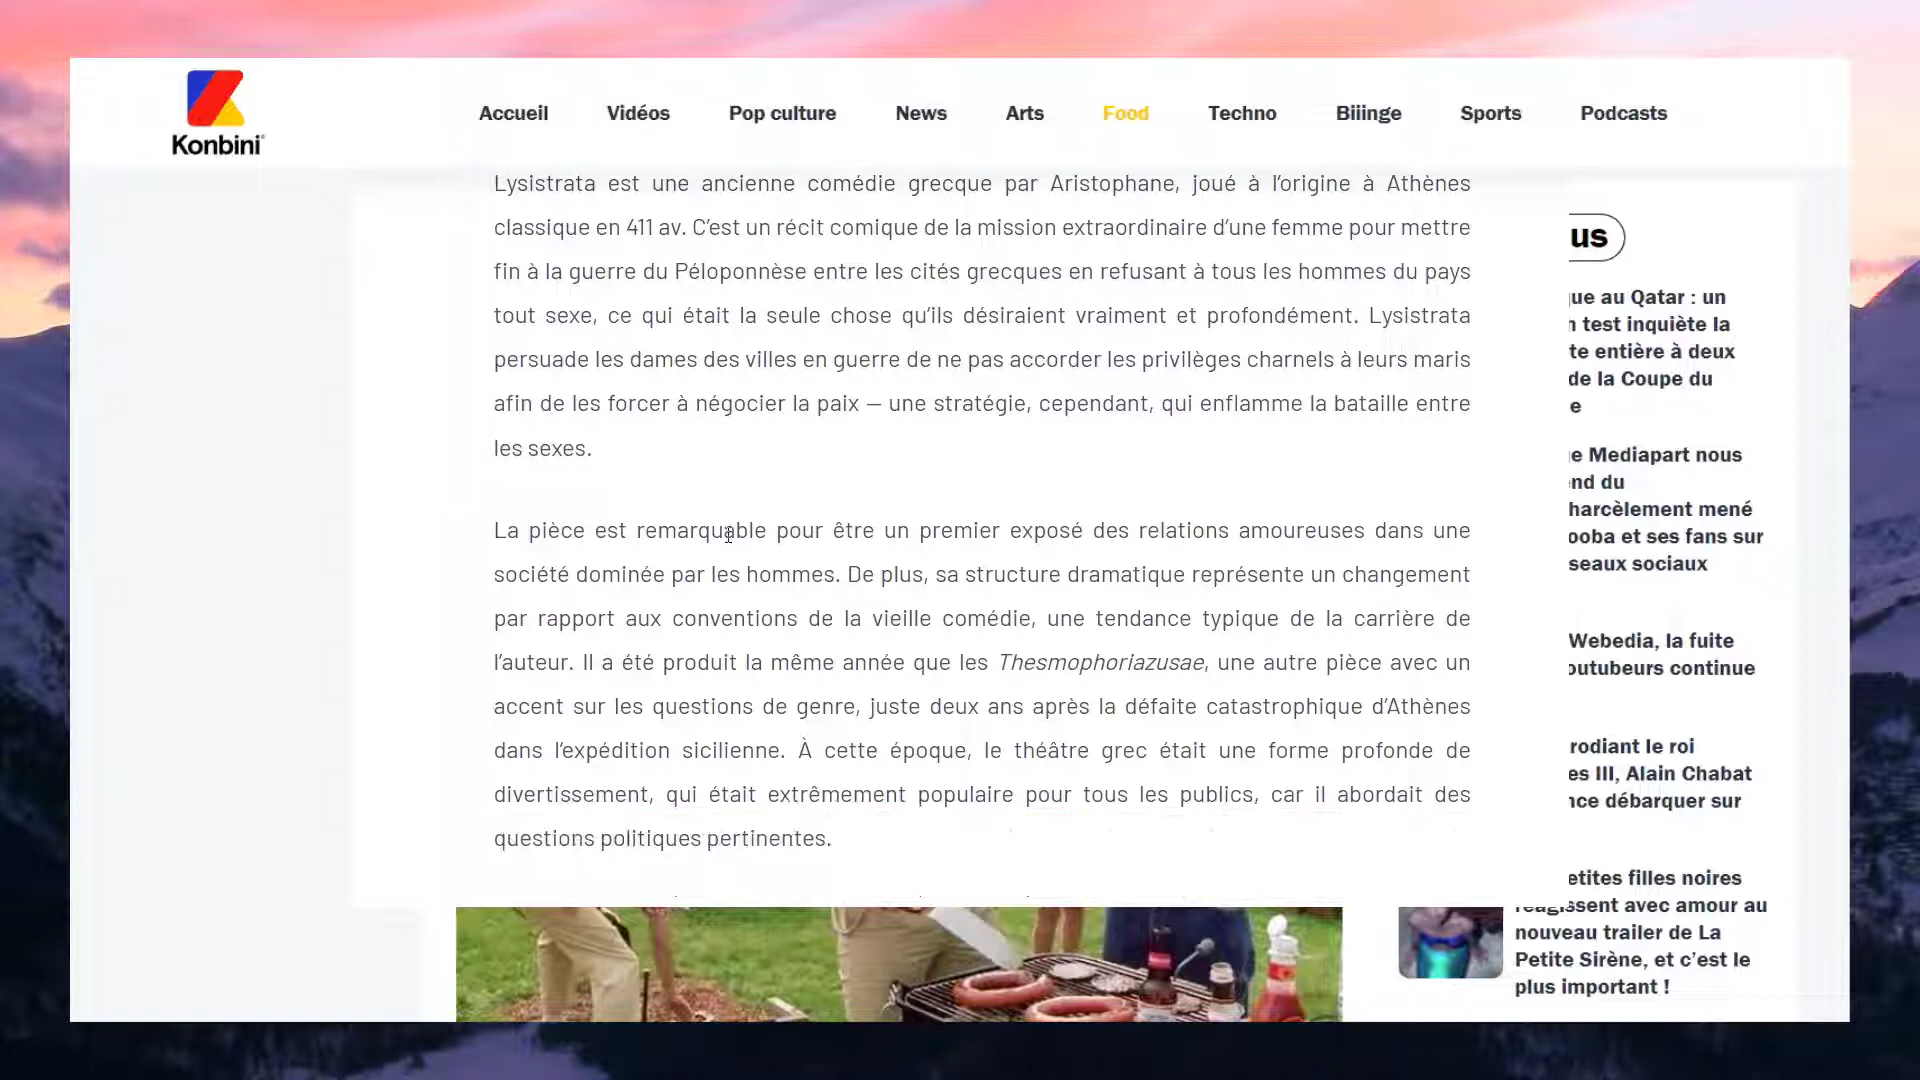 Konbini
Accueil Vidéos Pop culture News Arts Food Techno Biiinge Sports Podcasts
Lysistrata est une ancienne comédie grecque par Aristophane, joué à l’origine à Athènes
classique en 411 av. C’est un récit comique de la mission extraordinaire d’une femme pour mettre
fin à la guerre du Péloponnèse entre les cités grecques en refusant à tous les hommes du pays
tout sexe, ce qui était la seule chose qu’ils désiraient vraiment et profondément. Lysistrata
persuade les dames des villes en guerre de ne pas accorder les privilèges charnels à leurs maris
afin de les forcer à négocier la paix — une stratégie, cependant, qui enflamme la bataille entre
les sexes.
La pièce est remarquable pour être un premier exposé des relations amoureuses dans une
société dominée par les hommes. De plus, sa structure dramatique représente un changement
par rapport aux conventions de la vieille comédie, une tendance typique de la carrière de
l’auteur. Il a été produit la même année que les Thesmophoriazusae, une autre pièce avec un
accent sur les questions de genre, juste deux ans après la défaite catastrophique d’Athènes
dans l’expédition sicilienne. À cette époque, le théâtre grec était une forme profonde de
divertissement, qui était extrêmement populaire pour tous les publics, car il abordait des
questions politiques pertinentes.
us
ue au Qatar : un
test inquiète la
te entière à deux
de la Coupe du
e
e Mediapart nous
nd du
harcèlement mené
ooba et ses fans sur
seaux sociaux
Webedia, la fuite
outubeurs continue
rodiant le roi
es III, Alain Chabat
nce débarquer sur
etites filles noires
réagissent avec amour au
nouveau trailer de La
Petite Sirène, et c’est le
plus important !